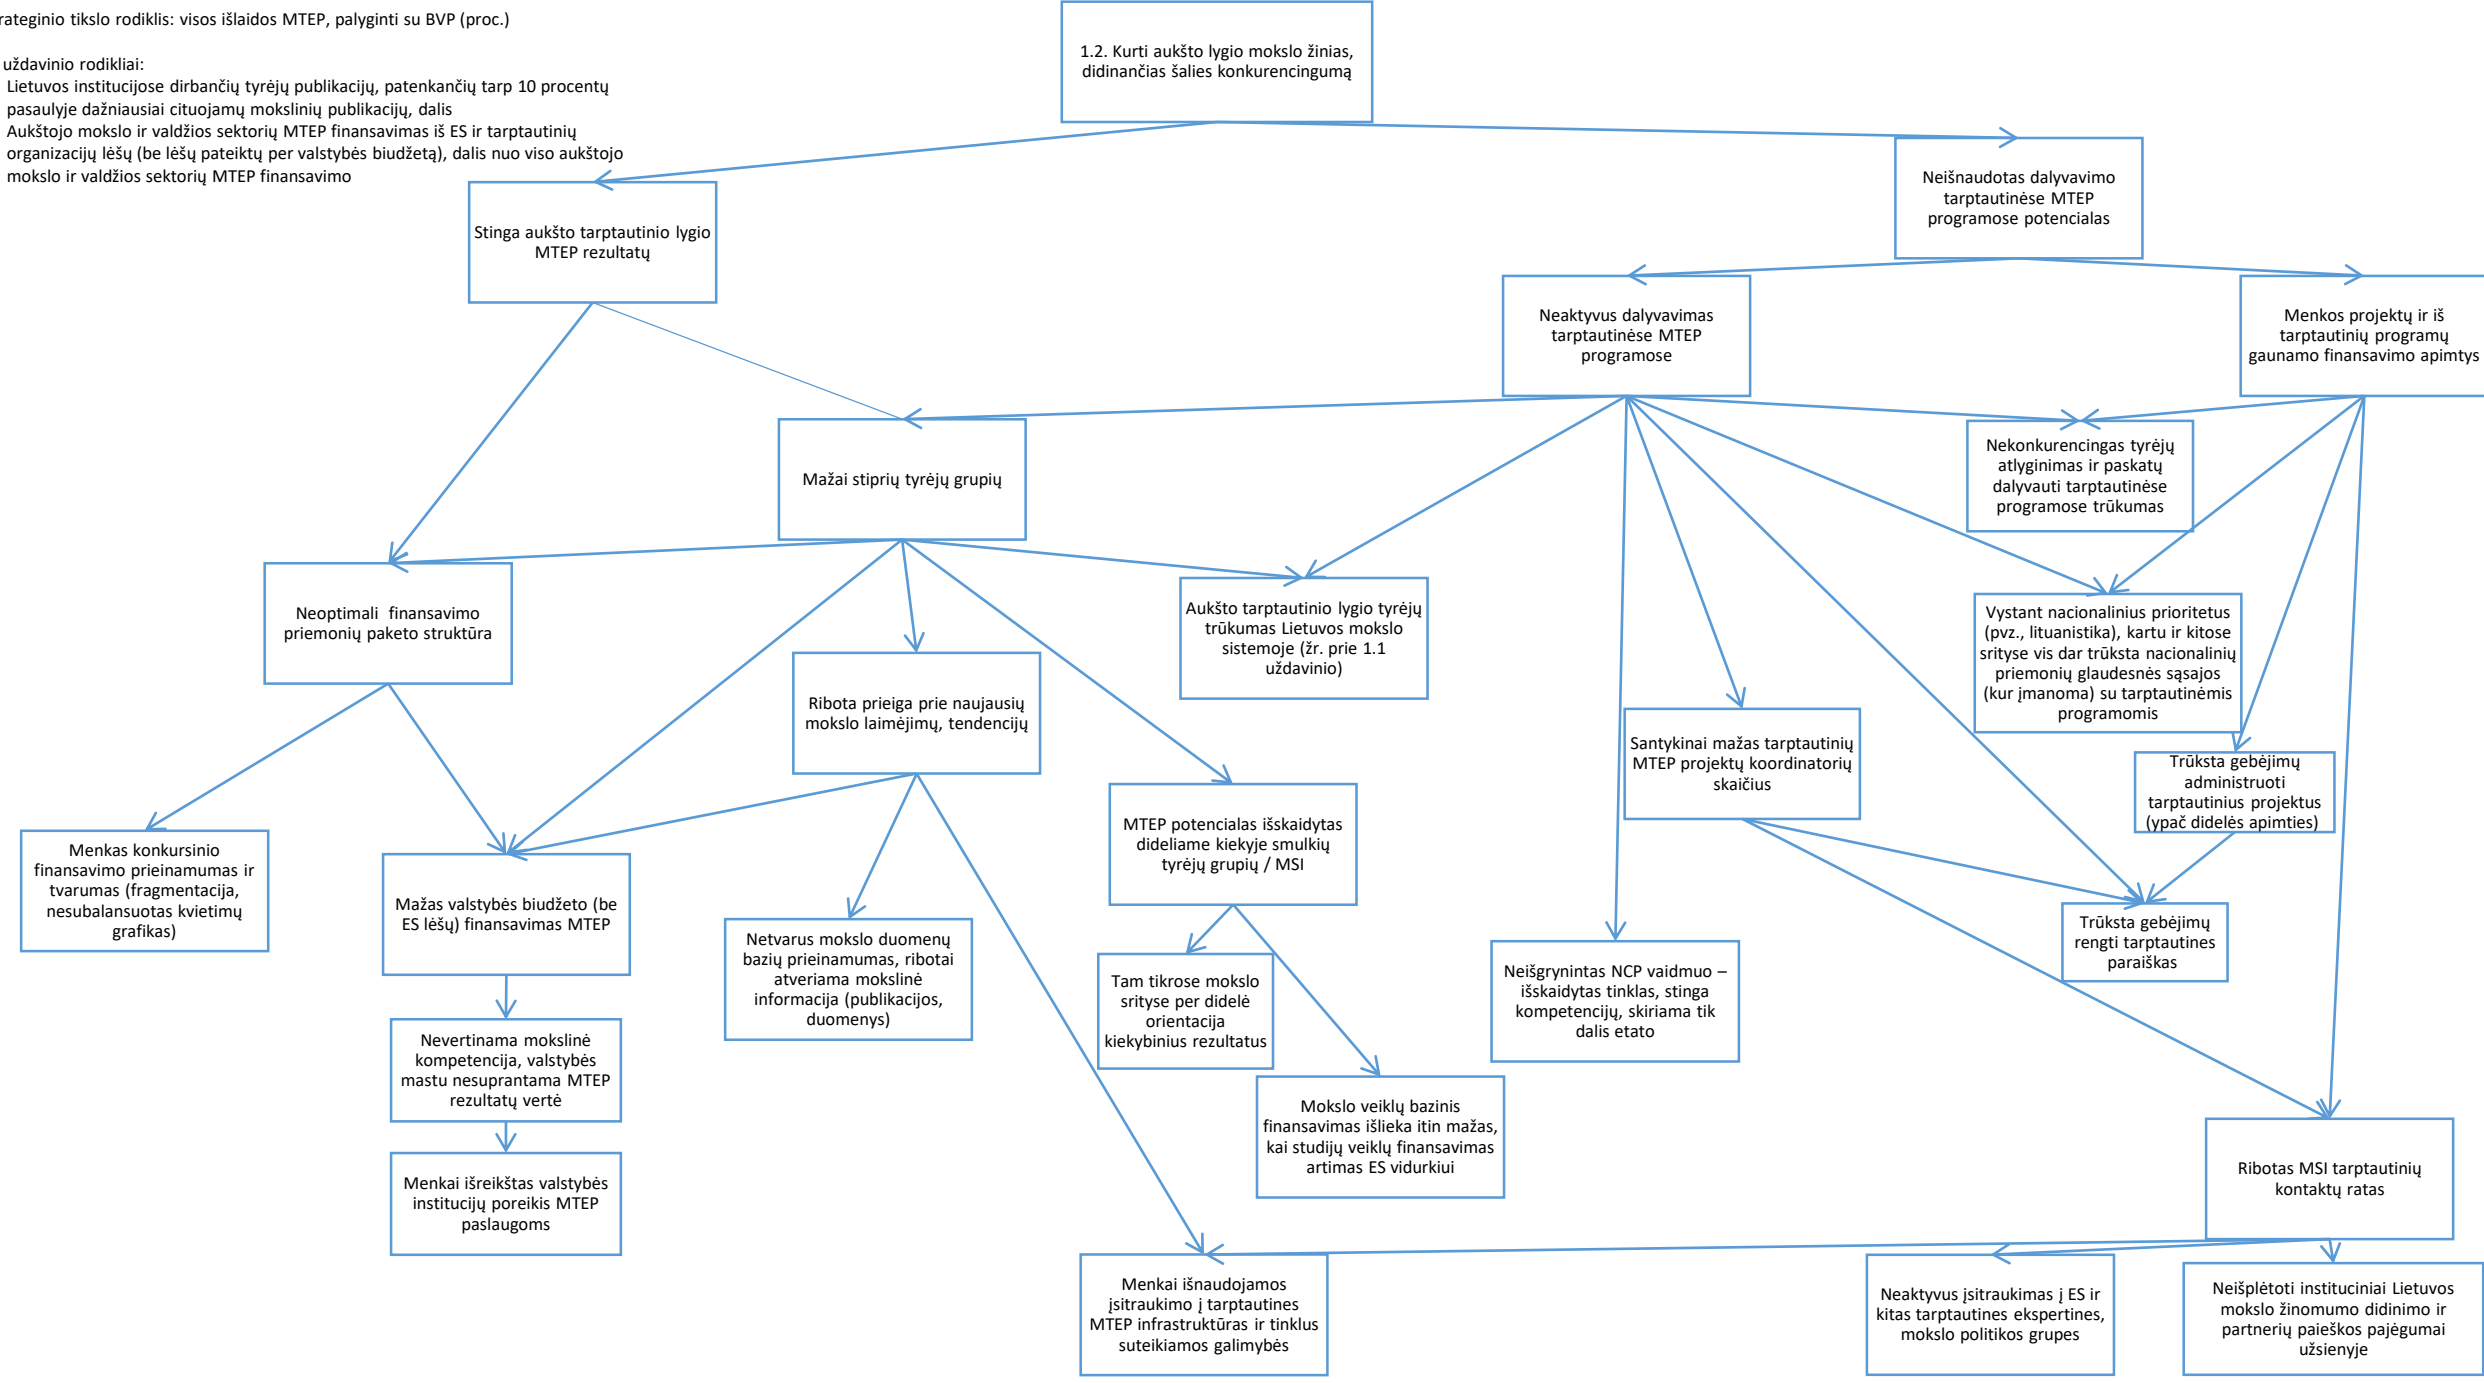 rateginio tikslo rodiklis: visos išlaidos MTEP, palyginti su BVP (proc.)
uždavinio rodikliai:
Lietuvos institucijose dirbančių tyrėjų publikacijų, patenkančių tarp 10 procentų
pasaulyje dažniausiai cituojamų mokslinių publikacijų, dalis
Aukštojo mokslo ir valdžios sektorių MTEP finansavimas iš ES ir tarptautinių
organizacijų lėšų (be lėšų pateiktų per valstybės biudžetą), dalis nuo viso aukštojo
mokslo ir valdžios sektorių MTEP finansavimo
1.2. Kurti aukšto lygio mokslo žinias,
didinančias šalies konkurencingumą
Stinga aukšto tarptautinio lygio
MTEP rezultatų
Neišnaudotas dalyvavimo
tarptautinėse MTEP
programose potencialas
Neaktyvus dalyvavimas
tarptautinėse MTEP
programose
Menkos projektų ir iš
tarptautinių programų
gaunamo finansavimo apimtys
Mažai stiprių tyrėjų grupių
Nekonkurencingas tyrėjų
atlyginimas ir paskatų
dalyvauti tarptautinėse
programose trūkumas
Neoptimali finansavimo
priemonių paketo struktūra
Aukšto tarptautinio lygio tyrėjų
trūkumas Lietuvos mokslo
sistemoje (žr. prie 1.1
uždavinio)
Vystant nacionalinius prioritetus
(pvz., lituanistika), kartu ir kitose
srityse vis dar trūksta nacionalinių
priemonių glaudesnės sąsajos
(kur įmanoma) su tarptautinėmis
programomis
Ribota prieiga prie naujausių
mokslo laimėjimų, tendencijų
Santykinai mažas tarptautinių
MTEP projektų koordinatorių
skaičius
Trūksta gebėjimų
administruoti
tarptautinius projektus
(ypač didelės apimties)
MTEP potencialas išskaidytas
dideliame kiekyje smulkių
tyrėjų grupių / MSI
Menkas konkursinio
finansavimo prieinamumas ir
tvarumas (fragmentacija,
nesubalansuotas kvietimų
grafikas)
Mažas valstybės biudžeto (be
ES lėšų) finansavimas MTEP
Netvarus mokslo duomenų
bazių prieinamumas, ribotai
atveriama mokslinė
informacija (publikacijos,
duomenys)
Tam tikrose mokslo
srityse per didelė
orientacija
kiekybinius rezultatus
Neišgrynintas NCP vaidmuo –
išskaidytas tinklas, stinga
kompetencijų, skiriama tik
dalis etato
Trūksta gebėjimų
rengti tarptautines
paraiškas
Nevertinama mokslinė
kompetencija, valstybės
mastu nesuprantama MTEP
rezultatų vertė
Mokslo veiklų bazinis
finansavimas išlieka itin mažas,
kai studijų veiklų finansavimas
artimas ES vidurkiui
Menkai išreikštas valstybės
institucijų poreikis MTEP
paslaugoms
Ribotas MSI tarptautinių
kontaktų ratas
Menkai išnaudojamos
įsitraukimo į tarptautines
MTEP infrastruktūras ir tinklus
suteikiamos galimybės
Neaktyvus įsitraukimas į ES ir
kitas tarptautines ekspertines,
mokslo politikos grupes
Neišplėtoti instituciniai Lietuvos
mokslo žinomumo didinimo ir
partnerių paieškos pajėgumai
užsienyje